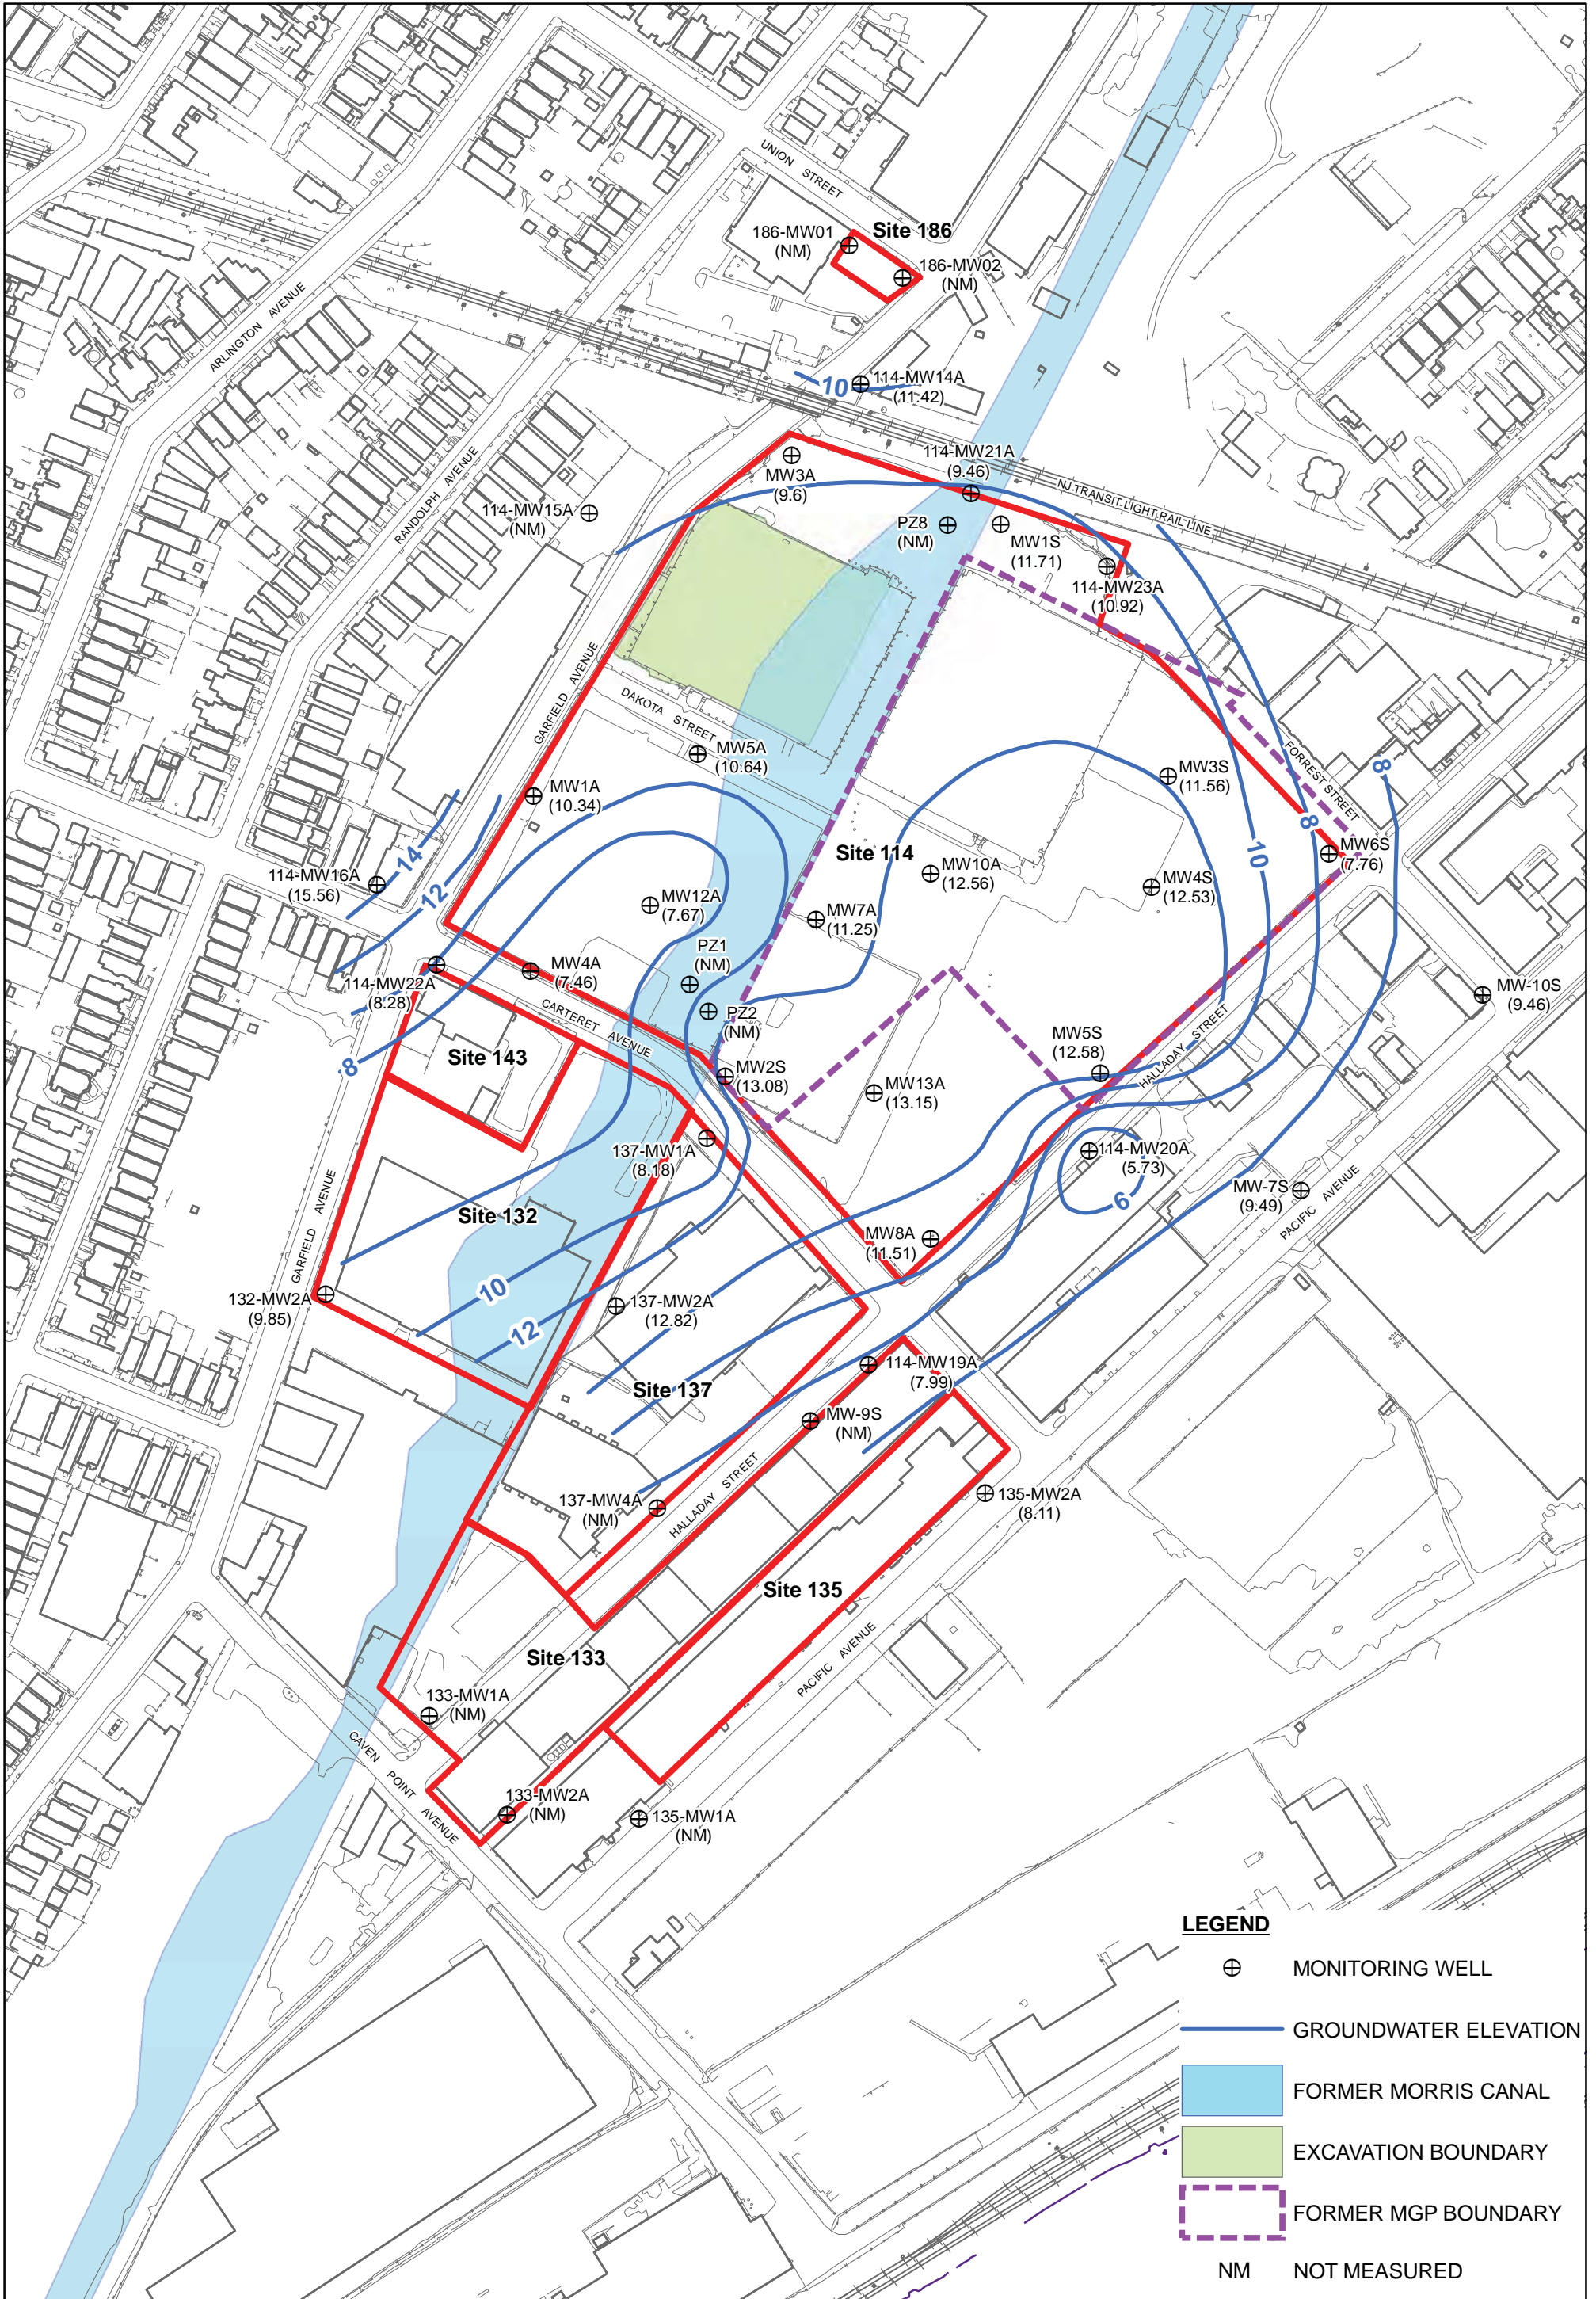 UNION STREET
186-MW01
(NM)
Site 186
186-MW02
(NM)
ARLINGTON AVENUE
10
114-MW14A
(11.42)
114-MW21A
(9.46)
MW3A
(9.6)
NJ TRANSIT LIGHT RAIL LINE
RANDOLPH AVENUE
114-MW15A
(NM)
PZ8
(NM)
MW1S
(11.71)
114-MW23A
(10.92)
GARFIELD AVENUE
DAKOTA STREET
MW5A
(10.64)
MW3S
(11.56)
FORREST STREET
8
MW1A
(10.34)
8
MW6S
(7.76)
10
14
Site 114
114-MW16A
(15.56)
12
MW10A
(12.56)
MW4S
(12.53)
MW12A
(7.67)
MW7A
(11.25)
PZ1
(NM)
MW4A
(7.46)
114-MW22A
(8.28)
MW-10S
(9.46)
CARTERET AVENUE
PZ2
(NM)
MW5S
(12.58)
HALLADAY STREET
8
Site 143
MW2S
(13.08)
MW13A
(13.15)
137-MW1A
(8.18)
114-MW20A
(5.73)
6
MW-7S
(9.49)
PACIFIC AVENUE
GARFIELD AVENUE
Site 132
MW8A
(11.51)
132-MW2A
(9.85)
10
12
137-MW2A
(12.82)
Site 137
114-MW19A
(7.99)
MW-9S
(NM)
HALLADAY STREET
137-MW4A
(NM)
135-MW2A
(8.11)
Site 135
Site 133
PACIFIC AVENUE
133-MW1A
(NM)
CAVEN POINT AVENUE
133-MW2A
(NM)
135-MW1A
(NM)
LEGEND
MONITORING WELL
GROUNDWATER ELEVATION
FORMER MORRIS CANAL
EXCAVATION BOUNDARY
FORMER MGP BOUNDARY
NM NOT MEASURED